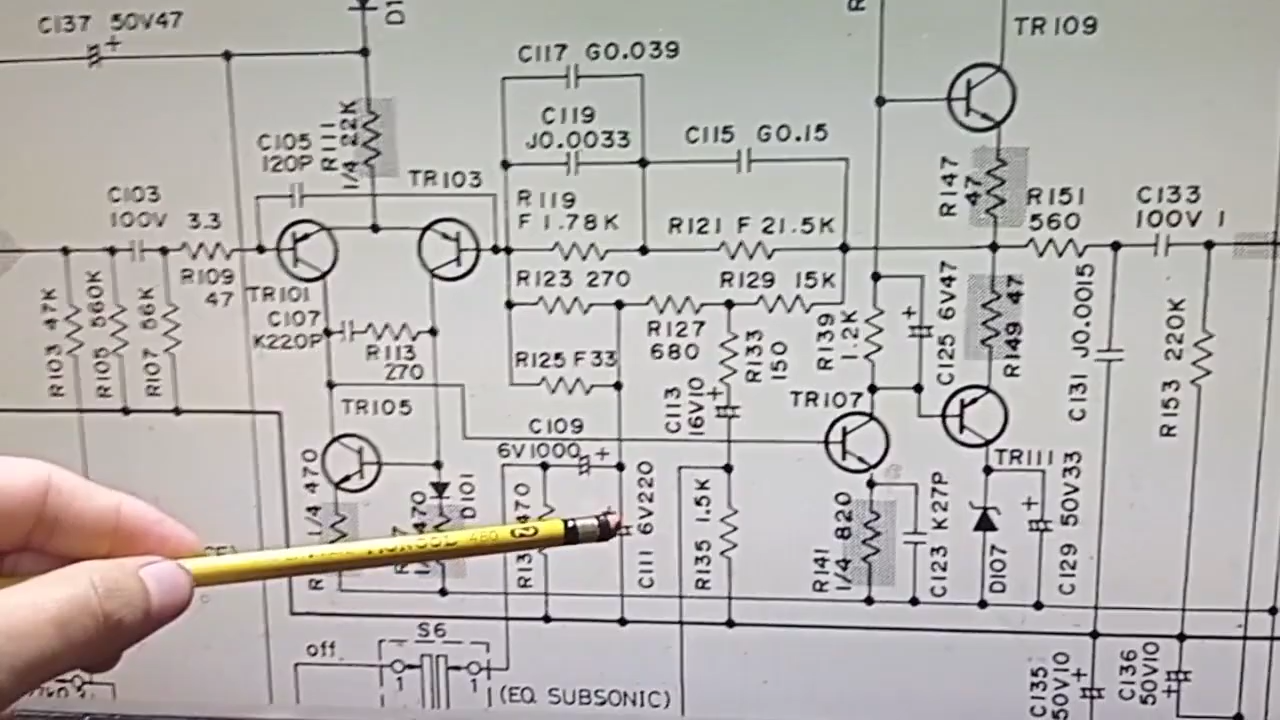 C137 50V47
TR109
C117 G0.039
C119
J0.0033
C115 G0.15
C105
120P
R111
1/4 22K
TR103
C103
100V
3.3
R109
47
R119
F 1.78K
R121 F 21.5K
R147
47
R151
560
C133
100V 1
R103 47K
R105 560K
R107 56K
TR101
C107
K220P
R113
270
R123 270
R129 15K
R127
680
R133
150
R139
1.2K
C125 6V47
R149 47
C131 J0.0015
R153 220K
R125 F33
C113
16V10
TR107
TR105
C109
6V1000
TR111
1/4 470
D101
470
C111 6V220
R135 1.5K
R141
1/4 820
C123 K27P
D107
C129 50V33
480
2
S6
off
1
1
(EQ. SUBSONIC)
C135
50V10
C136
50V10